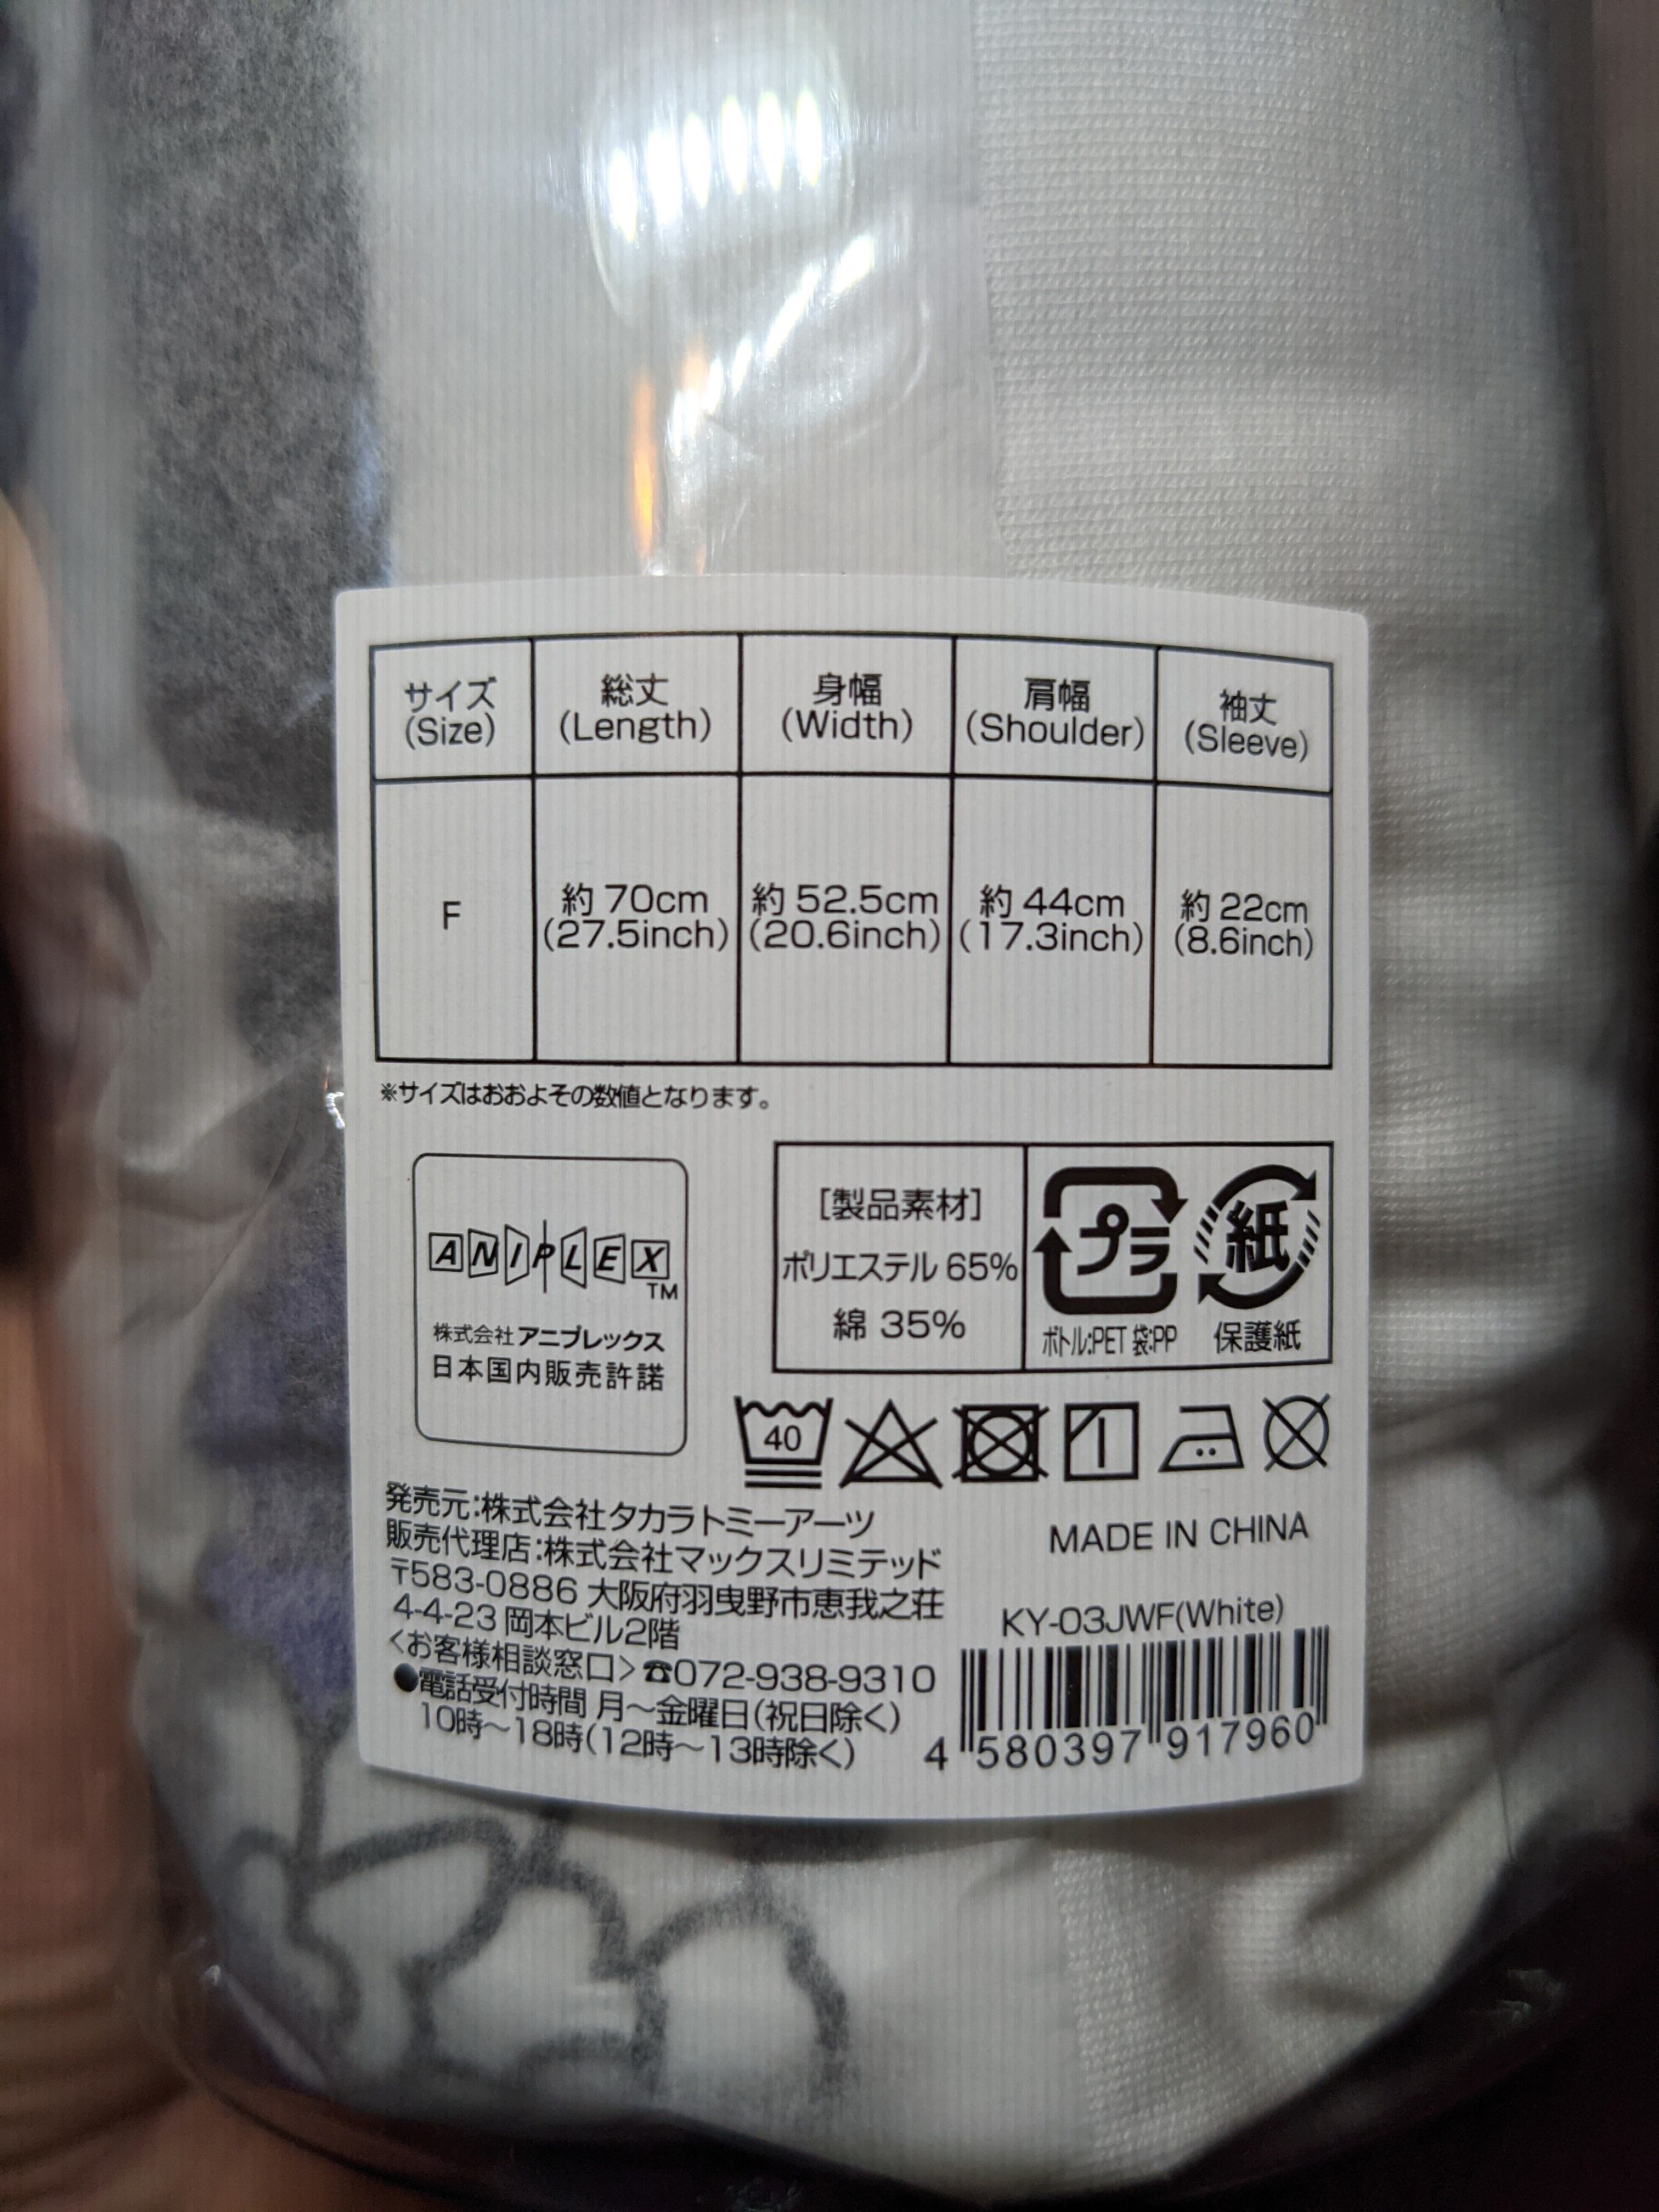 サイズ 総丈 身幅 肩幅 袖丈
(Size) (Length) (Width) (Shoulder) (Sleeve)
F 約 70cm 約 52.5cm 約 44cm 約 22cm
(27.5inch) (20.6inch) (17.3inch) (8.6inch)
※サイズはおおよその数値となります。
ANIPLEX TM
株式会社アニプレックス
日本国内販売許諾
[製品素材]
ポリエステル 65%
綿 35%
プラ
紙
ボトル:PET 袋:PP
保護紙
40
発売元:株式会社タカラトミーアーツ
販売代理店:株式会社マックスリミテッド
〒583-0886 大阪府羽曳野市恵我之荘
4-4-23 岡本ビル2階
<お客様相談窓口>☎072-938-9310
●電話受付時間 月〜金曜日(祝日除く)
10時〜18時(12時〜13時除く)
MADE IN CHINA
KY-03JWF(White)
4 580397 917960